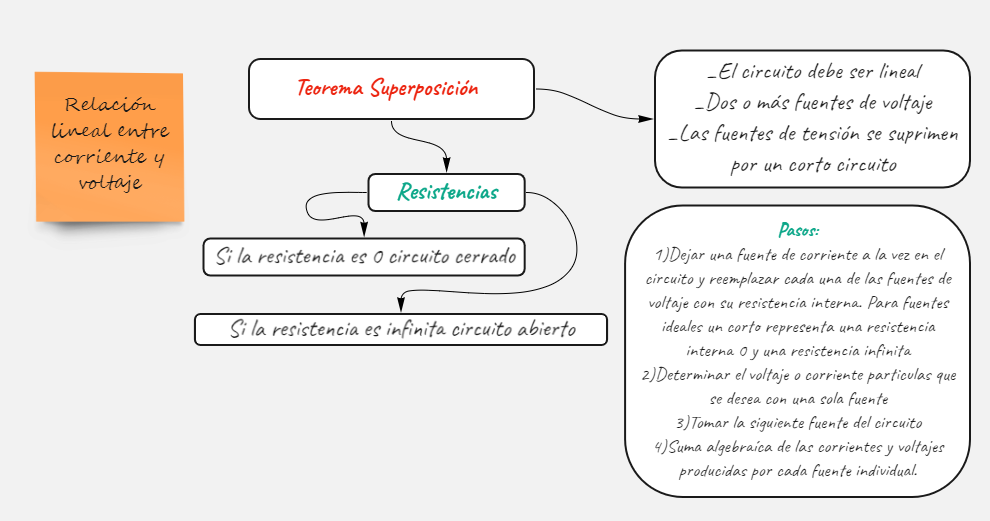 Relación
lineal entre
corriente y
voltaje
Teorema Superposición
_El circuito debe ser lineal
_Dos o más fuentes de voltaje
_Las fuentes de tensión se suprimen
por un corto circuito
Resistencias
Si la resistencia es 0 circuito cerrado
Si la resistencia es infinita circuito abierto
Pasos:
1)Dejar una fuente de corriente a la vez en el
circuito y reemplazar cada una de las fuentes de
voltaje con su resistencia interna. Para fuentes
ideales un corto representa una resistencia
interna 0 y una resistencia infinita
2)Determinar el voltaje o corriente particulas que
se desea con una sola fuente
3)Tomar la siguiente fuente del circuito
4)Suma algebraíca de las corrientes y voltajes
producidas por cada fuente individual.